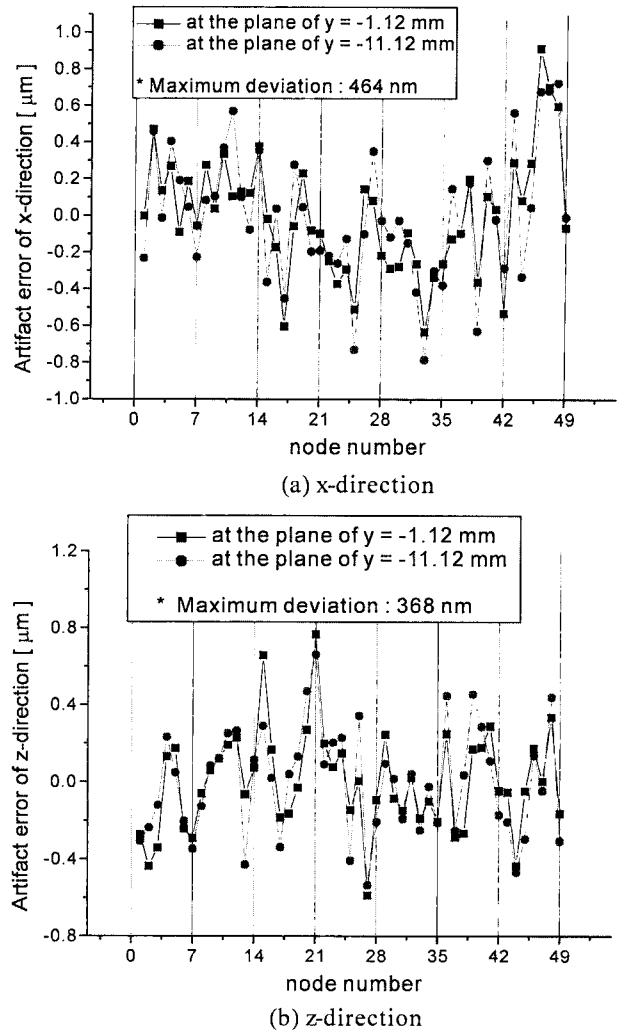 at the plane of y = -1.12 mm
at the plane of y = -11.12 mm
* Maximum deviation : 464 nm
Artifact error of x-direction [ μm ]
1.0
0.8
0.6
0.4
0.2
0.0
-0.2
-0.4
-0.6
-0.8
-1.0
0 7 14 21 28 35 42 49
node number
(a) x-direction
at the plane of y = -1.12 mm
at the plane of y = -11.12 mm
* Maximum deviation : 368 nm
Artifact error of z-direction [ μm ]
1.2
0.8
0.4
0.0
-0.4
-0.8
0 7 14 21 28 35 42 49
node number
(b) z-direction